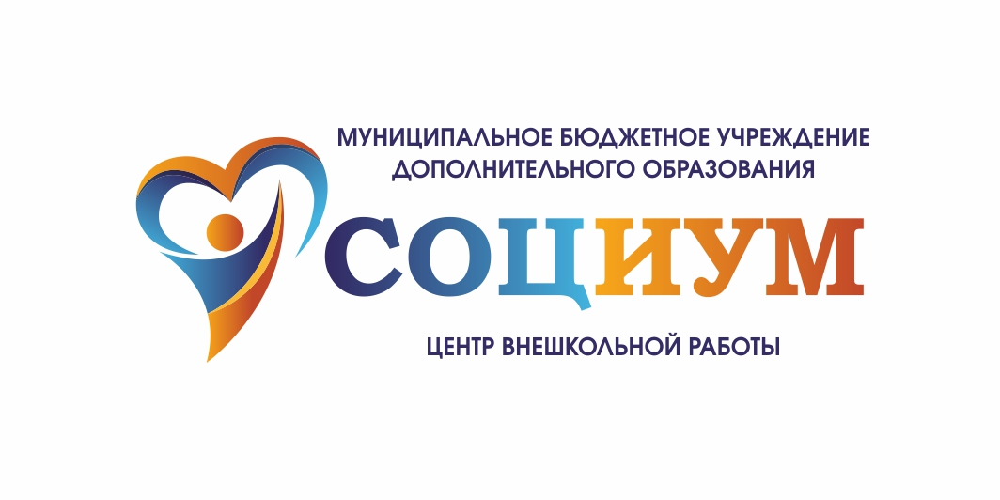 МУНИЦИПАЛЬНОЕ БЮДЖЕТНОЕ УЧРЕЖДЕНИЕ
ДОПОЛНИТЕЛЬНОГО ОБРАЗОВАНИЯ
СОЦИУМ
ЦЕНТР ВНЕШКОЛЬНОЙ РАБОТЫ